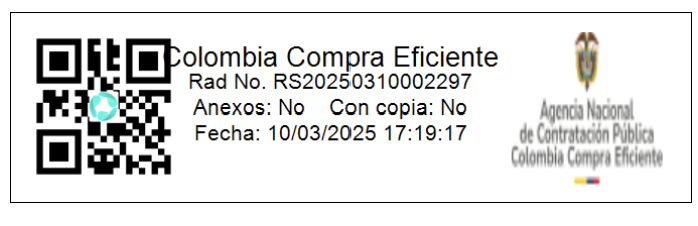 Colombia Compra Eficiente
Rad No. RS20250310002297
Anexos: No    Con copia: No
Fecha: 10/03/2025 17:19:17
Agencia Nacional
de Contratación Pública
Colombia Compra Eficiente